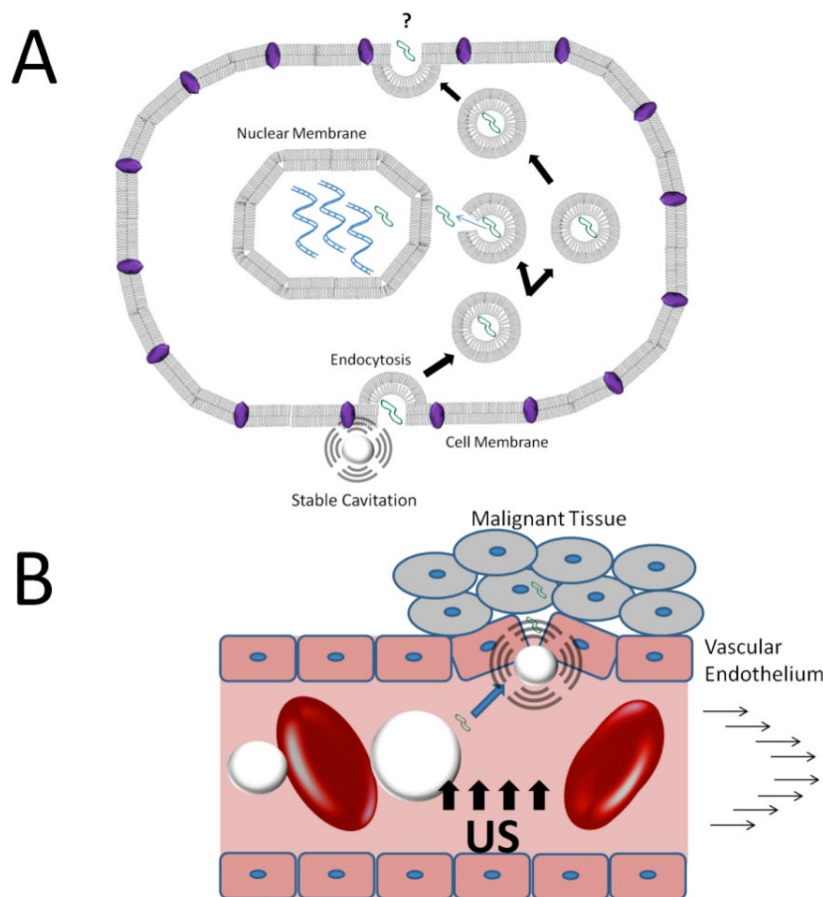 ?
A
Nuclear Membrane
Endocytosis
Cell Membrane
Stable Cavitation
Malignant Tissue
B
Vascular
Endothelium
US